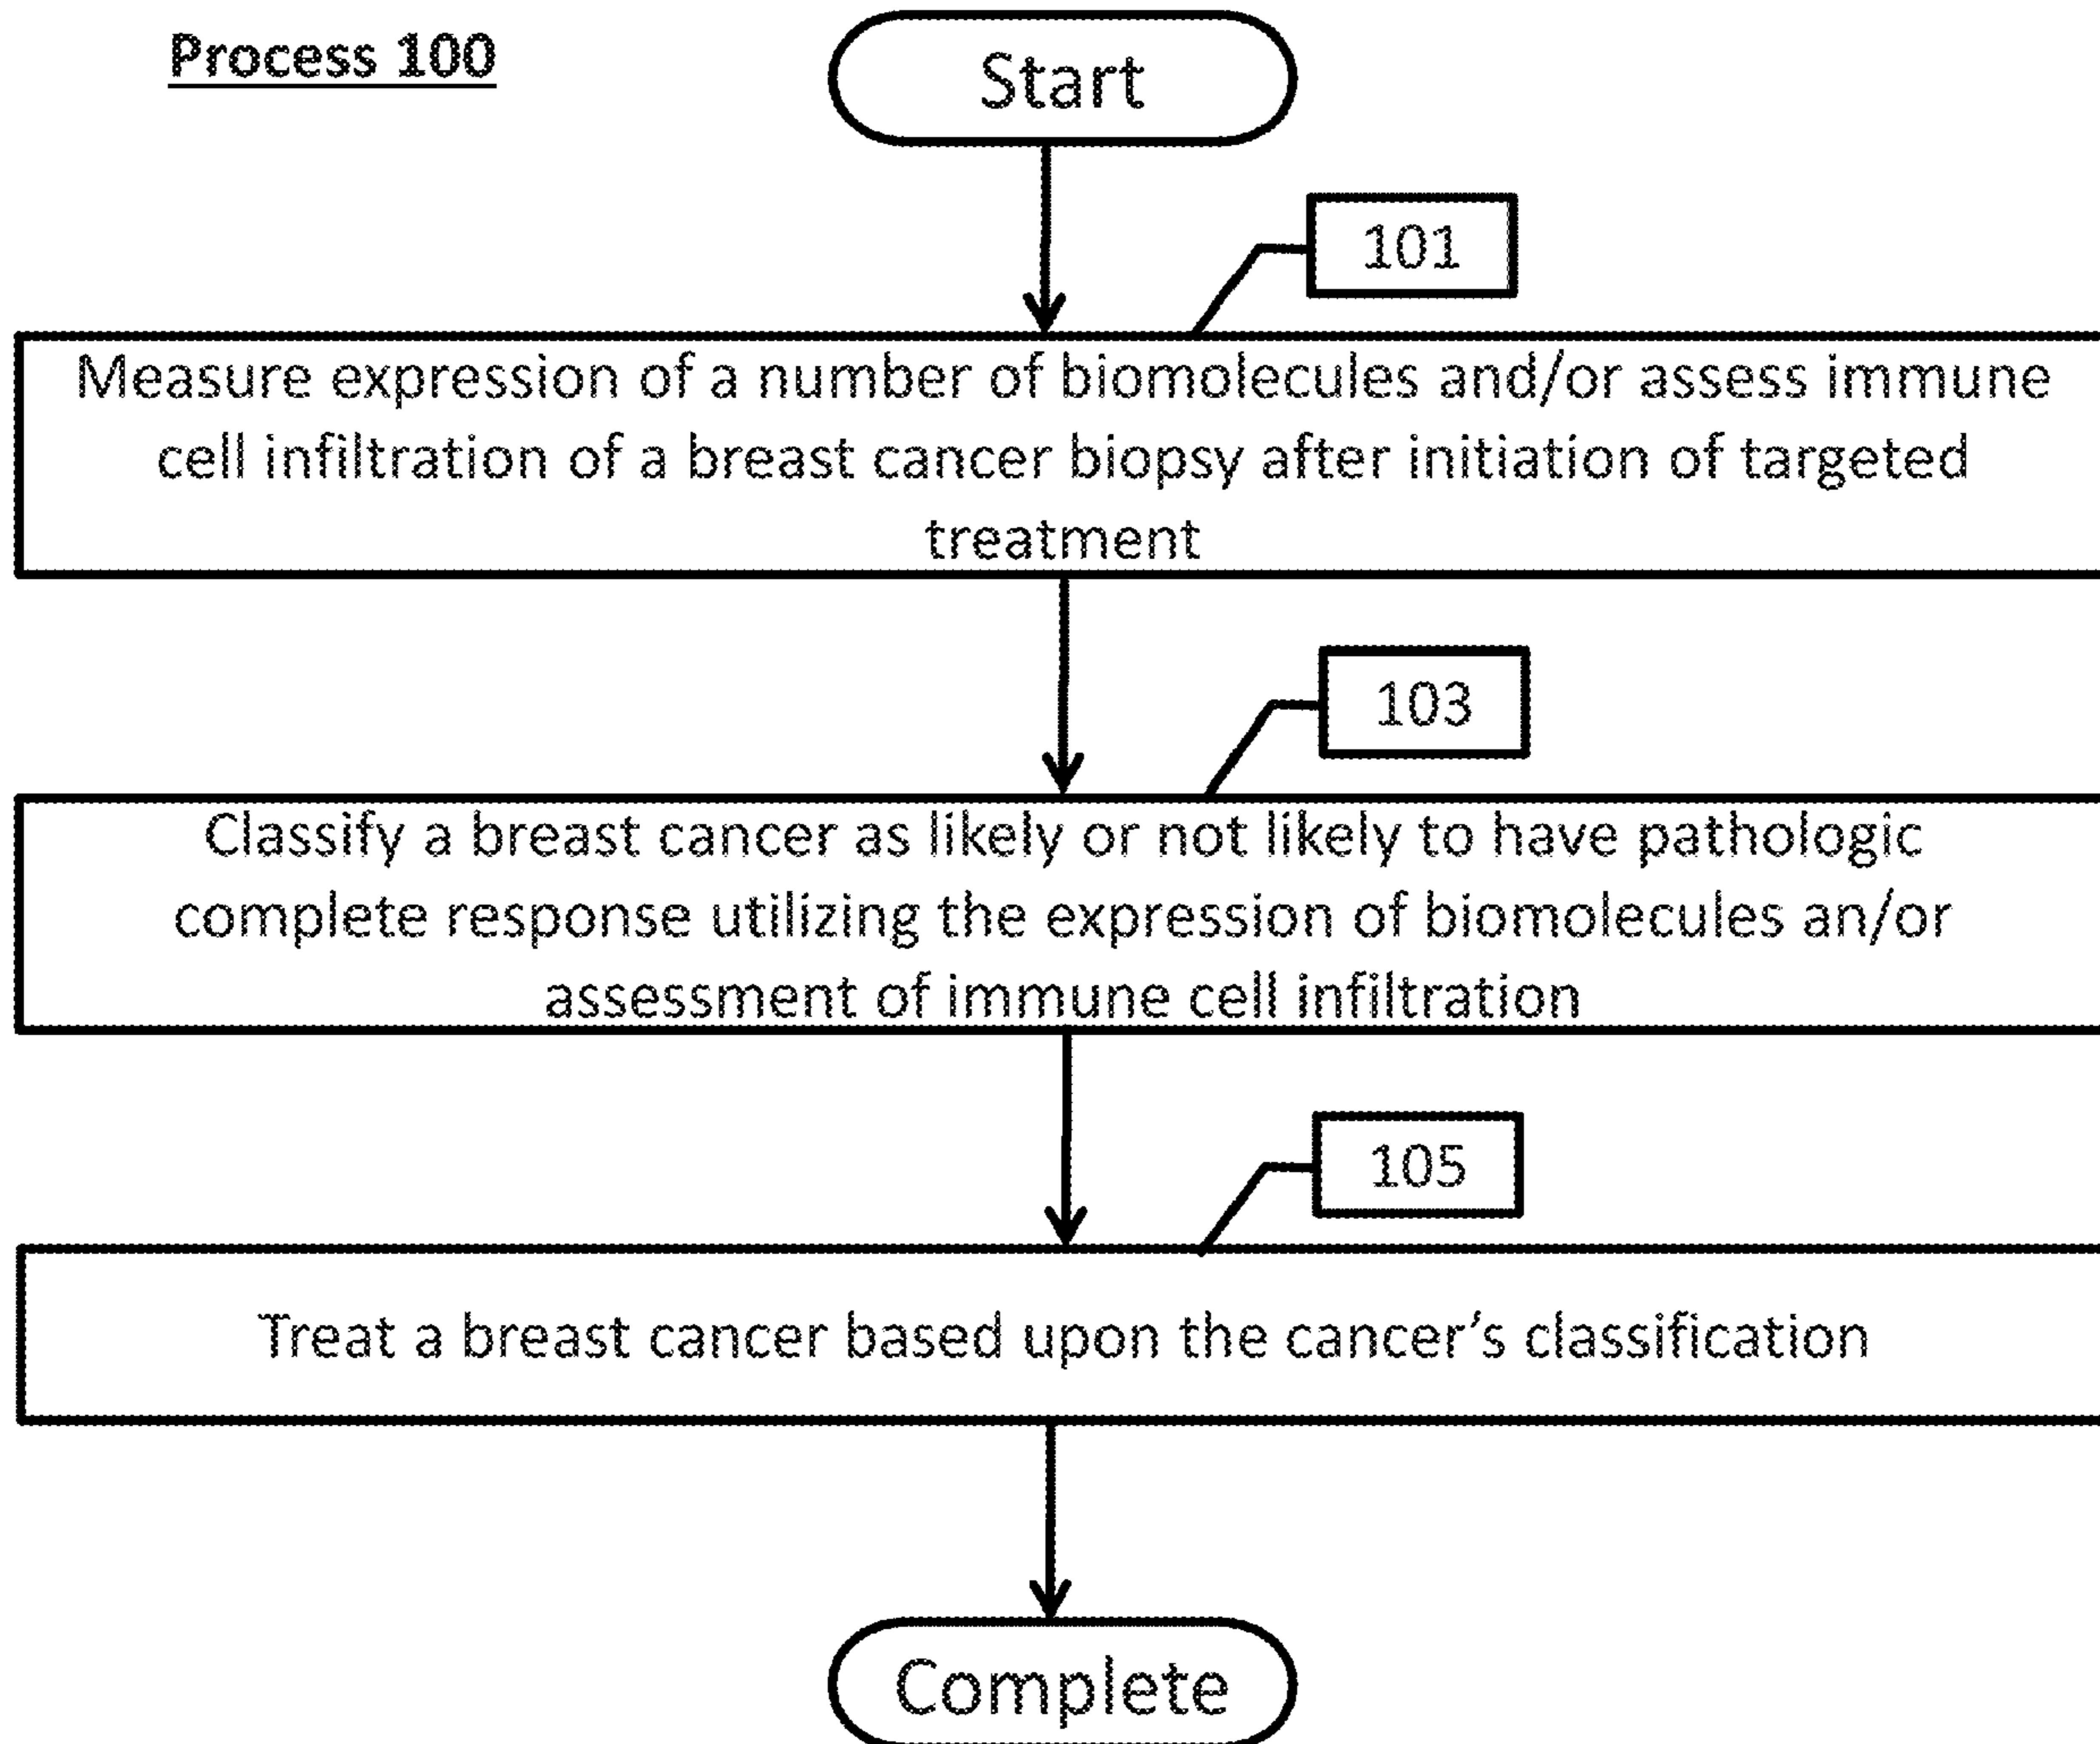 Process 100
Start
101
Measure expression of a number of biomolecules and/or assess immune
cell infiltration of a breast cancer biopsy after initiation of targeted
treatment
103
Classify a breast cancer as likely or not likely to have pathologic
complete response utilizing the expression of biomolecules an/or
assessment of immune cell infiltration
105
Treat a breast cancer based upon the cancer’s classification
Complete